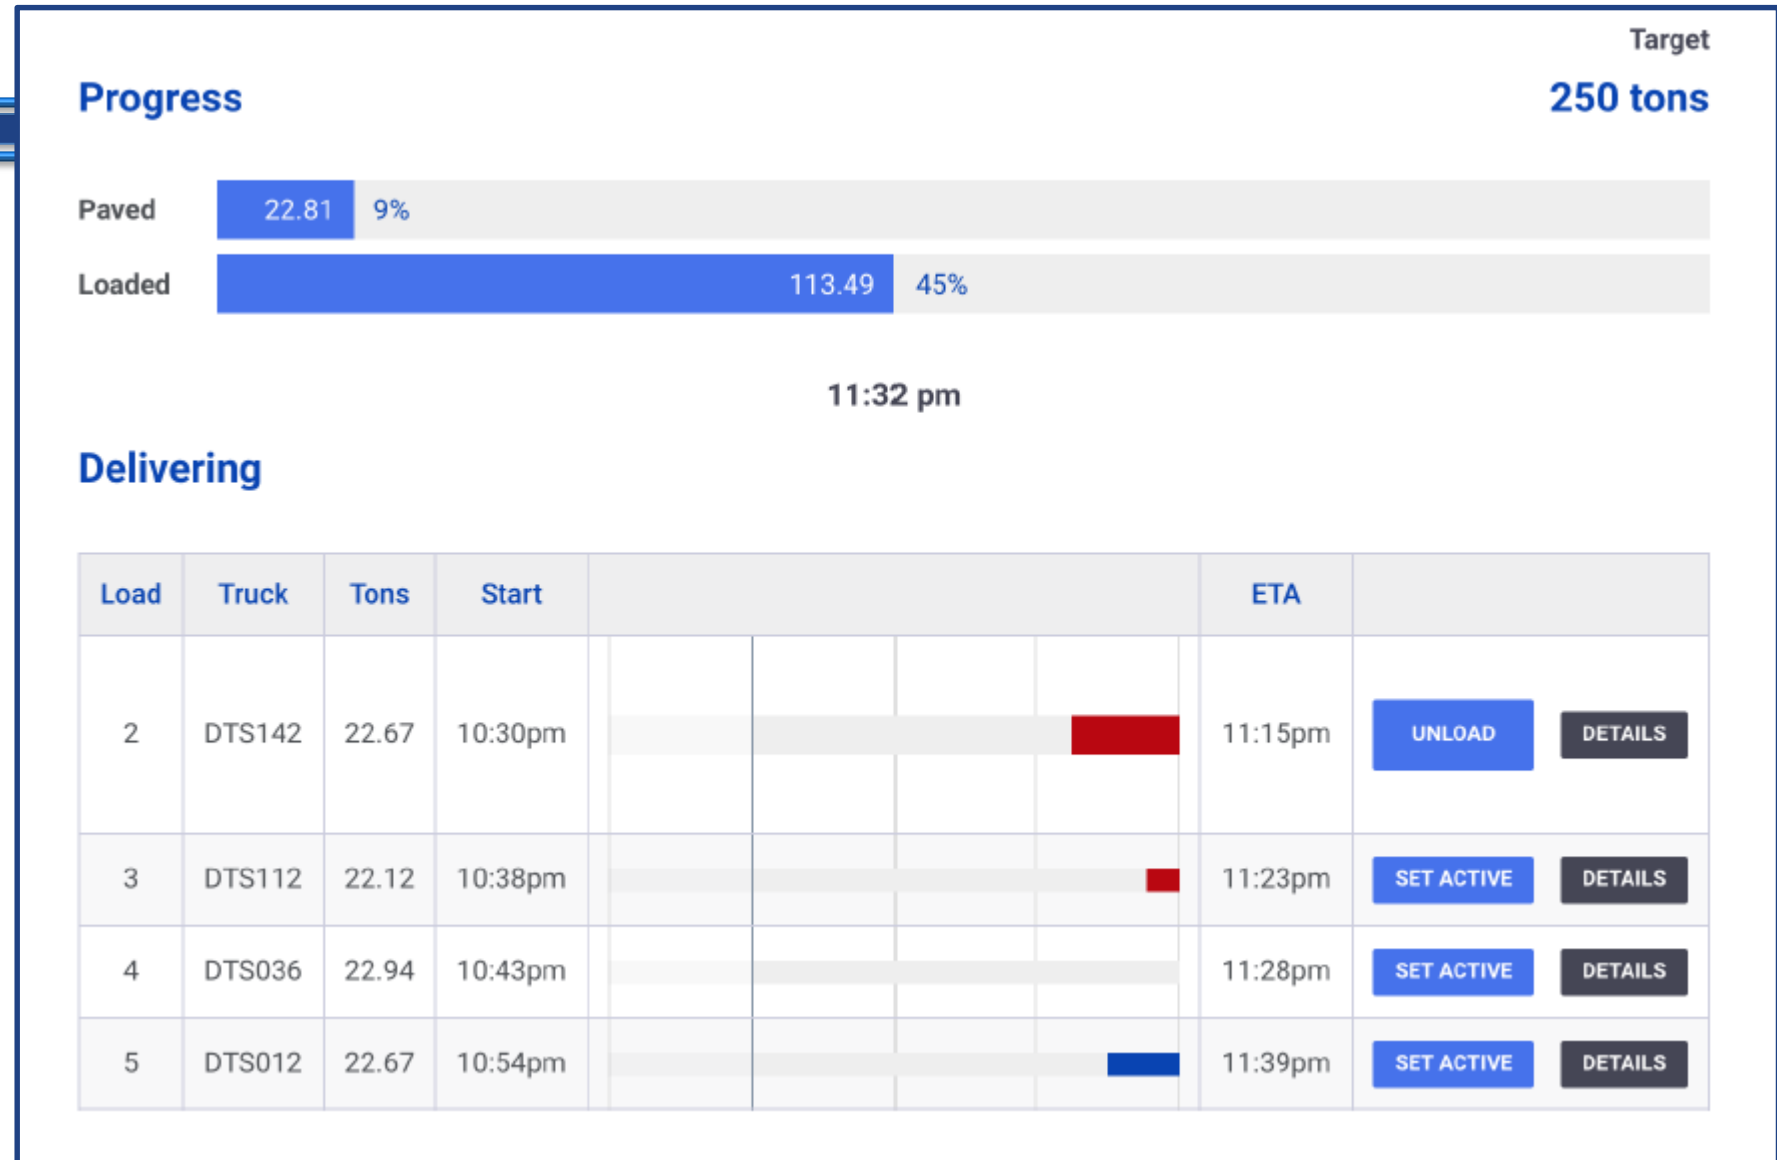 Target
Progress 250 tons
Paved 22.81 9%
Loaded 113.49 45%
11:32 pm
Delivering
Load Truck Tons Start ETA
2 DTS142 22.67 10:30pm 11:15pm UNLOAD DETAILS
3 DTS112 22.12 10:38pm 11:23pm SET ACTIVE DETAILS
4 DTS036 22.94 10:43pm 11:28pm SET ACTIVE DETAILS
5 DTS012 22.67 10:54pm 11:39pm SET ACTIVE DETAILS